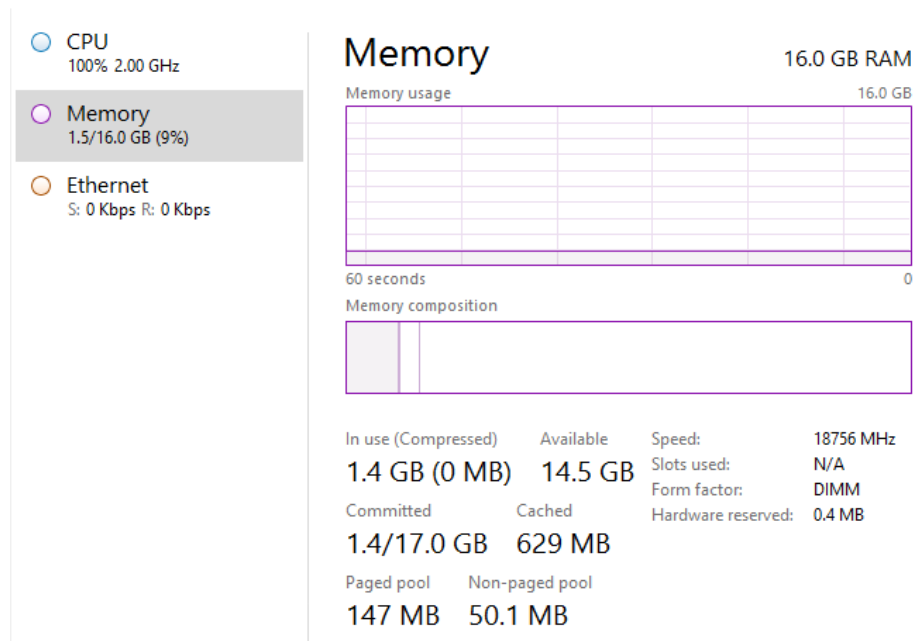 CPU
100% 2.00 GHz
Memory
1.5/16.0 GB (9%)
Ethernet
S: 0 Kbps R: 0 Kbps
Memory 16.0 GB RAM
Memory usage 16.0 GB
60 seconds 0
Memory composition
In use (Compressed) Available
1.4 GB (0 MB) 14.5 GB
Committed Cached
1.4/17.0 GB 629 MB
Paged pool Non-paged pool
147 MB 50.1 MB
Speed: 18756 MHz
Slots used: N/A
Form factor: DIMM
Hardware reserved: 0.4 MB